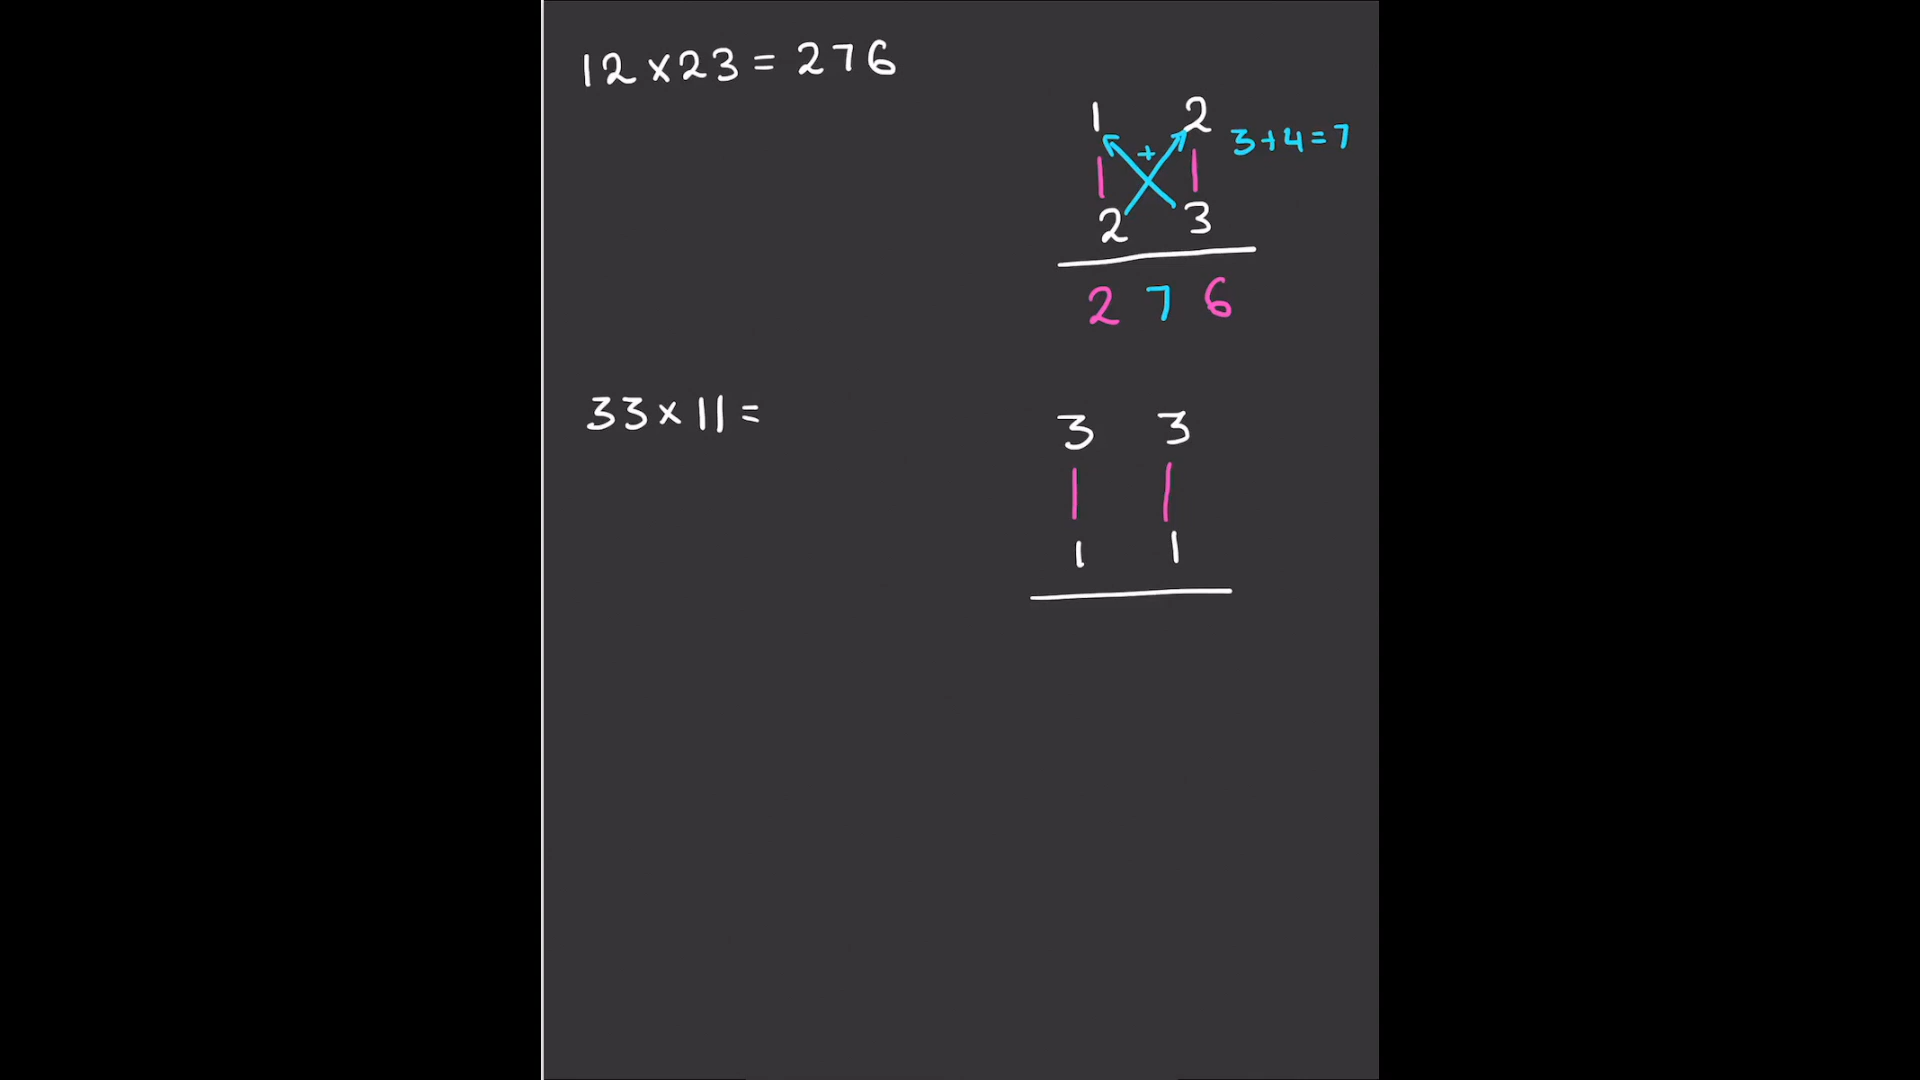 12 x 23 = 276
1 2
+
3 + 4 = 7
2 3
2 7 6
33 x 11 =
3 3
1 1